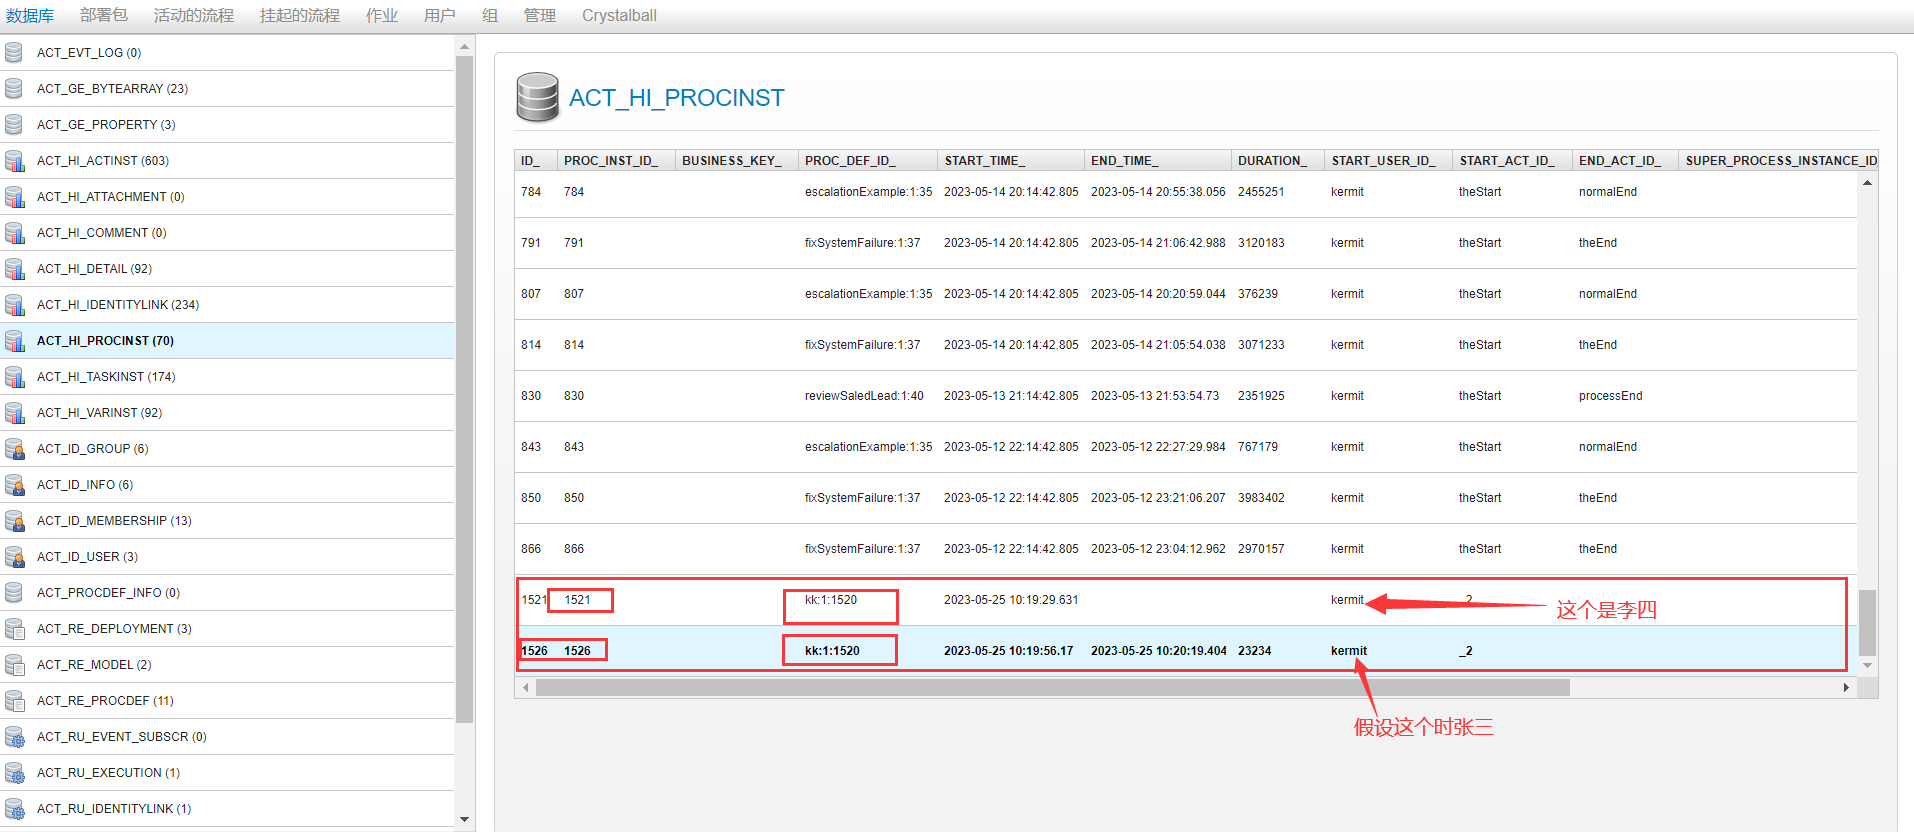 数据库 部署包 活动的流程 挂起的流程 作业 用户 组 管理 Crystalball
ACT_EVT_LOG (0)
ACT_GE_BYTEARRAY (23)
ACT_GE_PROPERTY (3)
ACT_HI_ACTINST (603)
ACT_HI_ATTACHMENT (0)
ACT_HI_COMMENT (0)
ACT_HI_DETAIL (92)
ACT_HI_IDENTITYLINK (234)
ACT_HI_PROCINST (70)
ACT_HI_TASKINST (174)
ACT_HI_VARINST (92)
ACT_ID_GROUP (6)
ACT_ID_INFO (6)
ACT_ID_MEMBERSHIP (13)
ACT_ID_USER (3)
ACT_PROCDEF_INFO (0)
ACT_RE_DEPLOYMENT (3)
ACT_RE_MODEL (2)
ACT_RE_PROCDEF (11)
ACT_RU_EVENT_SUBSCR (0)
ACT_RU_EXECUTION (1)
ACT_RU_IDENTITYLINK (1)
ACT_HI_PROCINST
ID_ PROC_INST_ID_ BUSINESS_KEY_ PROC_DEF_ID_ START_TIME_ END_TIME_ DURATION_ START_USER_ID_ START_ACT_ID_ END_ACT_ID_ SUPER_PROCESS_INSTANCE_ID
784 784 escalationExample:1:35 2023-05-14 20:14:42.805 2023-05-14 20:55:38.056 2455251 kermit theStart normalEnd
791 791 fixSystemFailure:1:37 2023-05-14 20:14:42.805 2023-05-14 21:06:42.988 3120183 kermit theStart theEnd
807 807 escalationExample:1:35 2023-05-14 20:14:42.805 2023-05-14 20:20:59.044 376239 kermit theStart normalEnd
814 814 fixSystemFailure:1:37 2023-05-14 20:14:42.805 2023-05-14 21:05:54.038 3071233 kermit theStart theEnd
830 830 reviewSaledLead:1:40 2023-05-13 21:14:42.805 2023-05-13 21:53:54.73 2351925 kermit theStart processEnd
843 843 escalationExample:1:35 2023-05-12 22:14:42.805 2023-05-12 22:27:29.984 767179 kermit theStart normalEnd
850 850 fixSystemFailure:1:37 2023-05-12 22:14:42.805 2023-05-12 23:21:06.207 3983402 kermit theStart theEnd
866 866 fixSystemFailure:1:37 2023-05-12 22:14:42.805 2023-05-12 23:04:12.962 2970157 kermit theStart theEnd
1521 1521 kk:1:1520 2023-05-25 10:19:29.631 kermit _2
这个是李四
1526 1526 kk:1:1520 2023-05-25 10:19:56.17 2023-05-25 10:20:19.404 23234 kermit _2
假设这个时张三